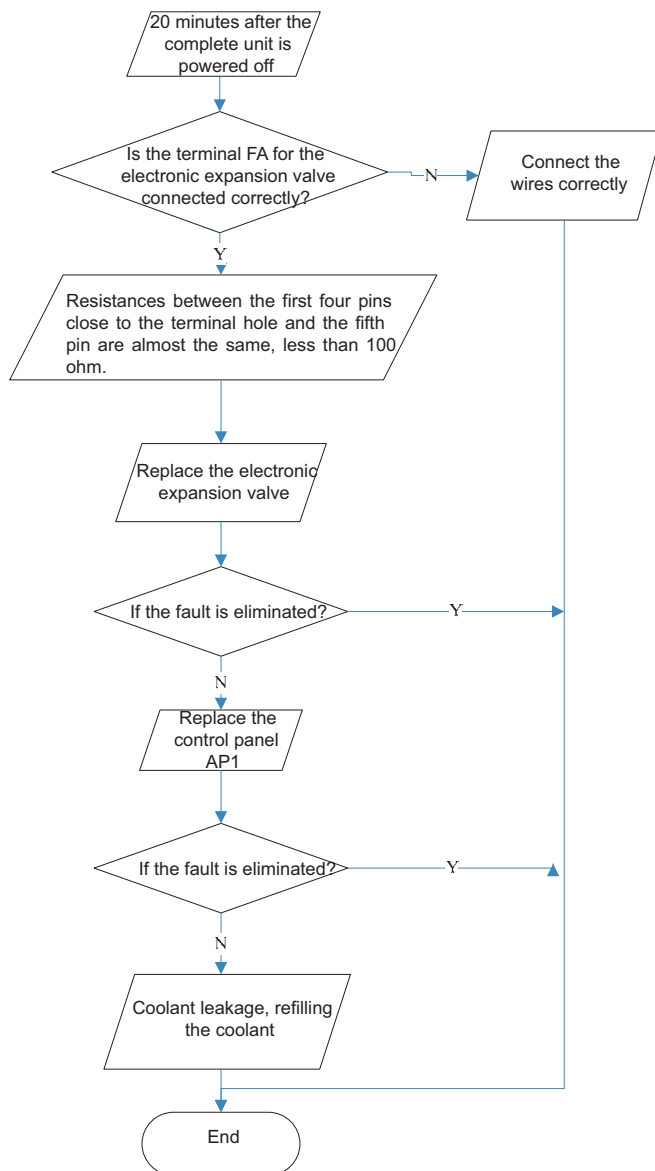 20 minutes after the
complete unit is
powered off
Is the terminal FA for the
electronic expansion valve
connected correctly?
N
Connect the
wires correctly
Y
Resistances between the first four pins
close to the terminal hole and the fifth
pin are almost the same, less than 100
ohm.
Replace the electronic
expansion valve
If the fault is eliminated?
Y
N
Replace the
control panel
AP1
If the fault is eliminated?
Y
N
Coolant leakage, refilling
the coolant
End